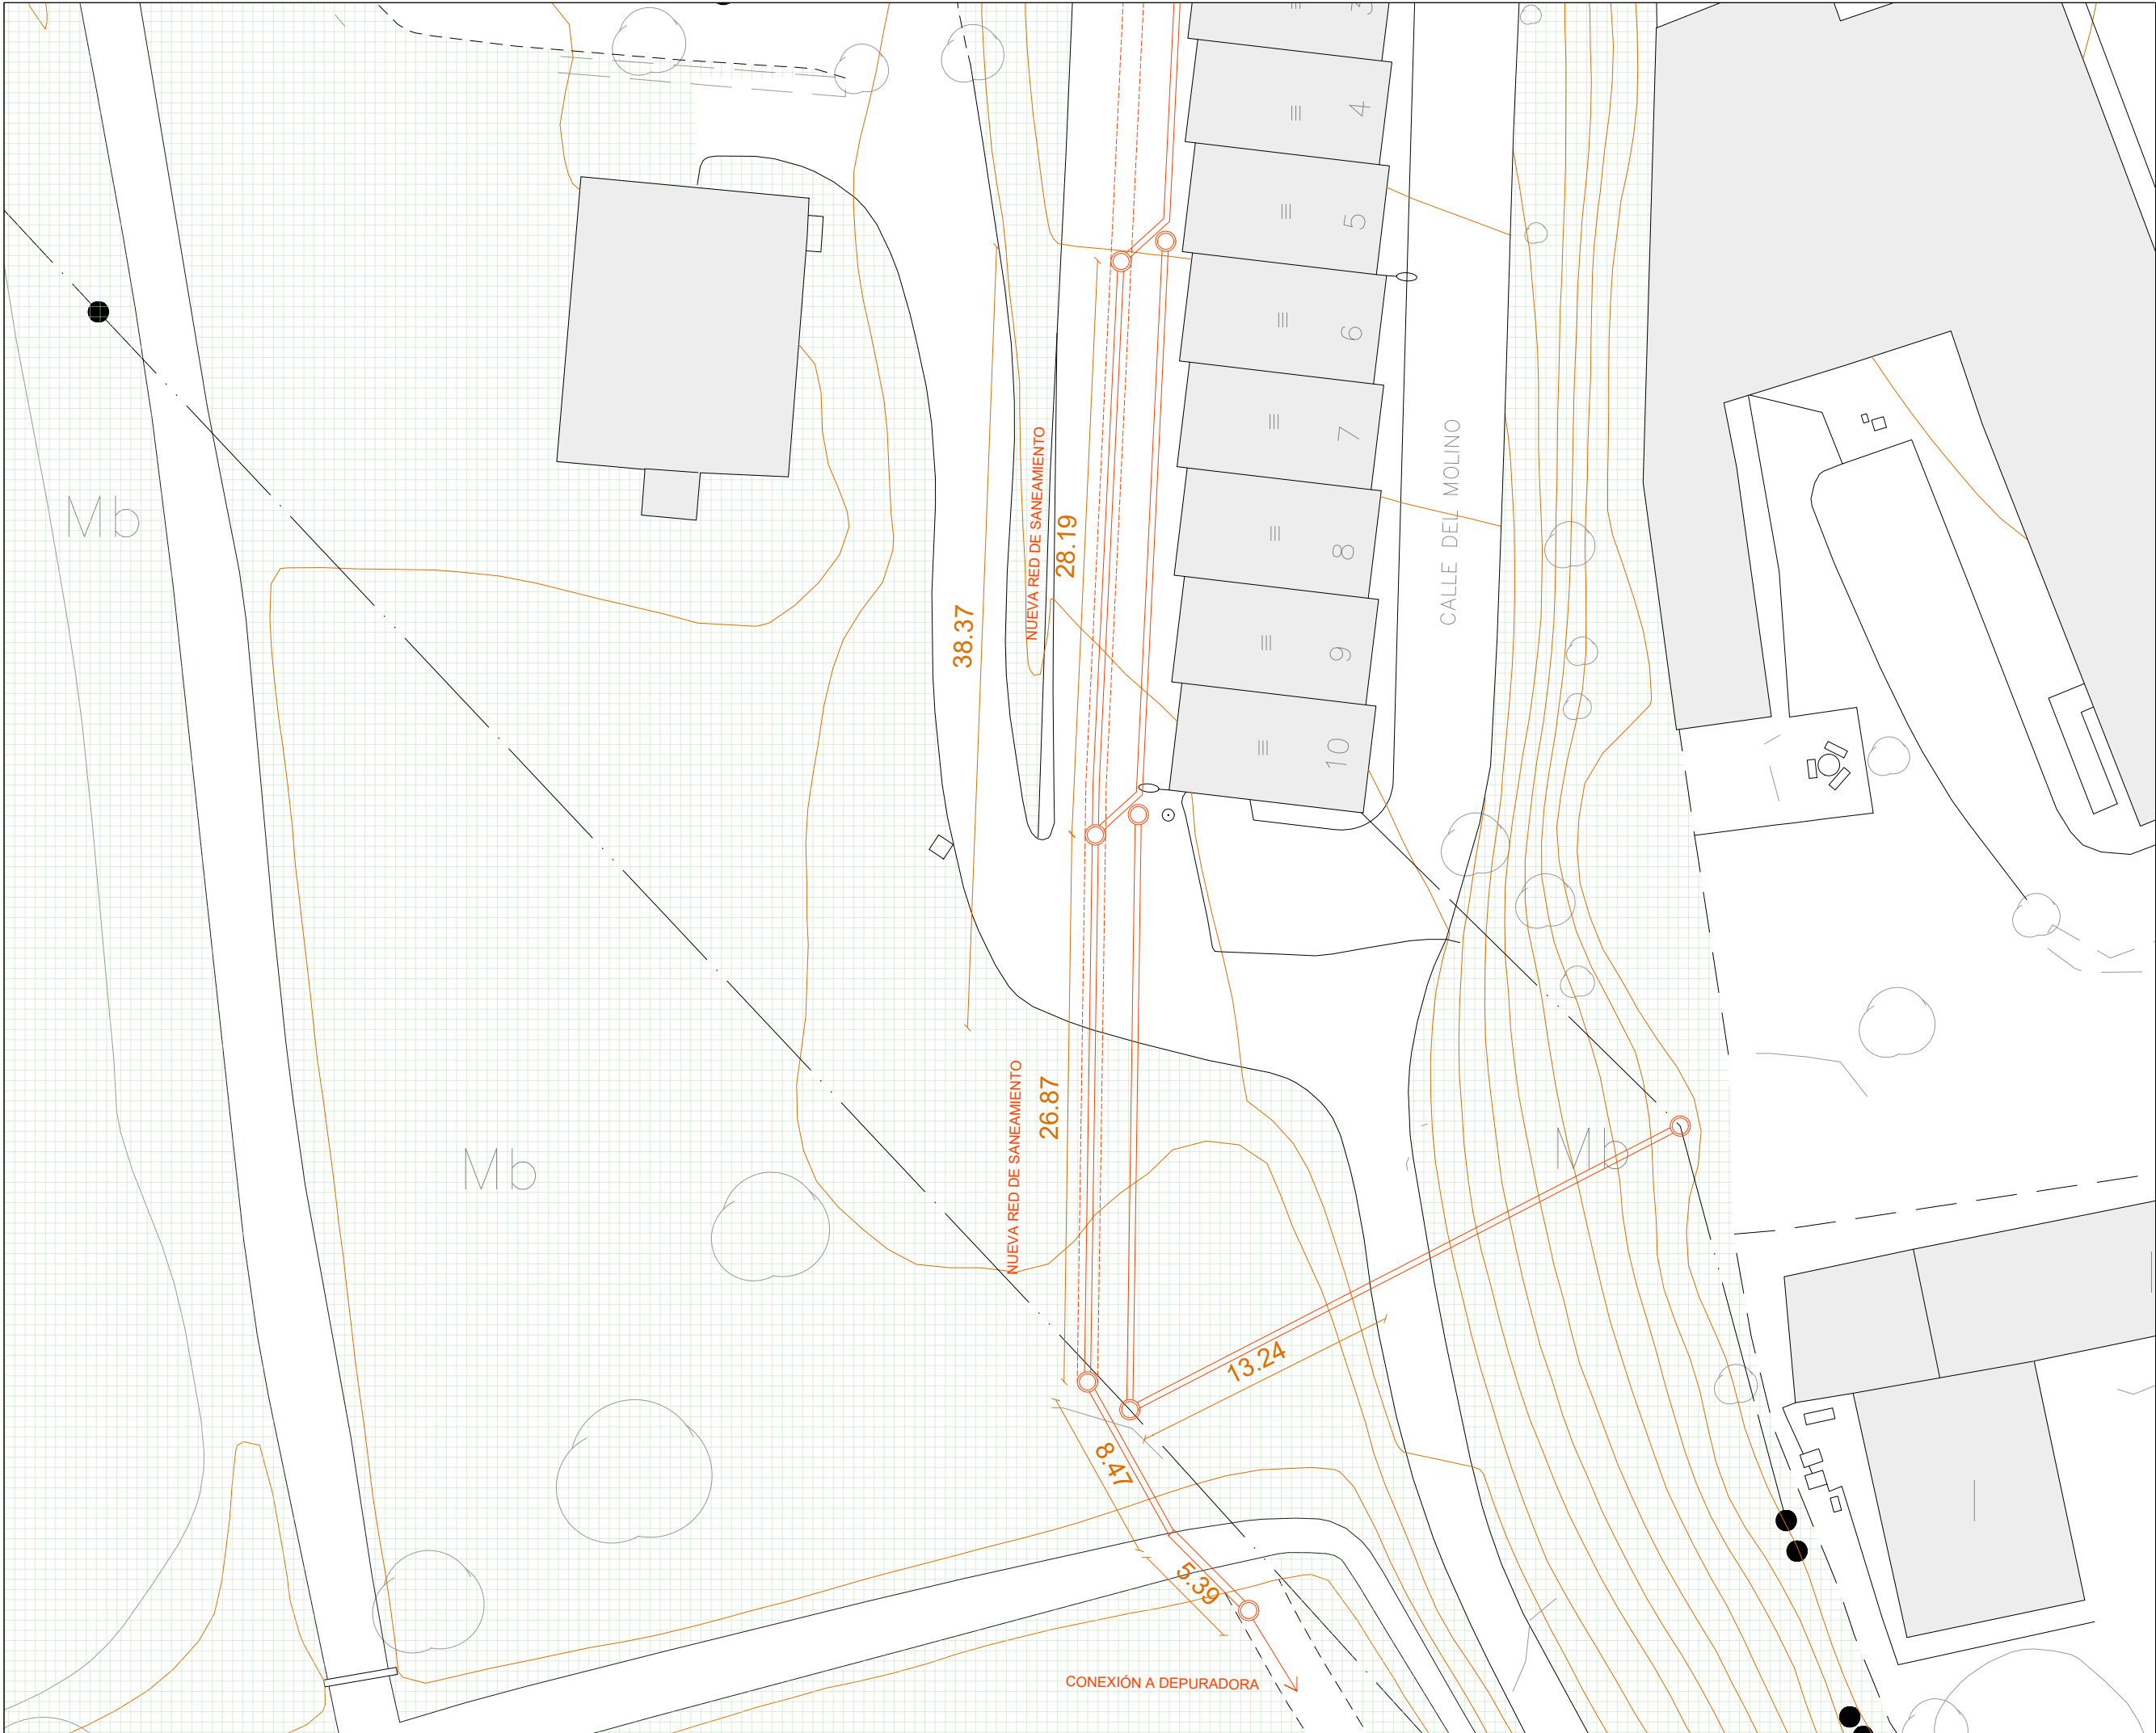 3
4
5
6
7
8
9
10
CALLE DEL MOLINO
NUEVA RED DE SANEAMIENTO
28.19
38.37
Mb
NUEVA RED DE SANEAMIENTO
26.87
Mb
Mb
13.24
8.47
5.39
CONEXIÓN A DEPURADORA